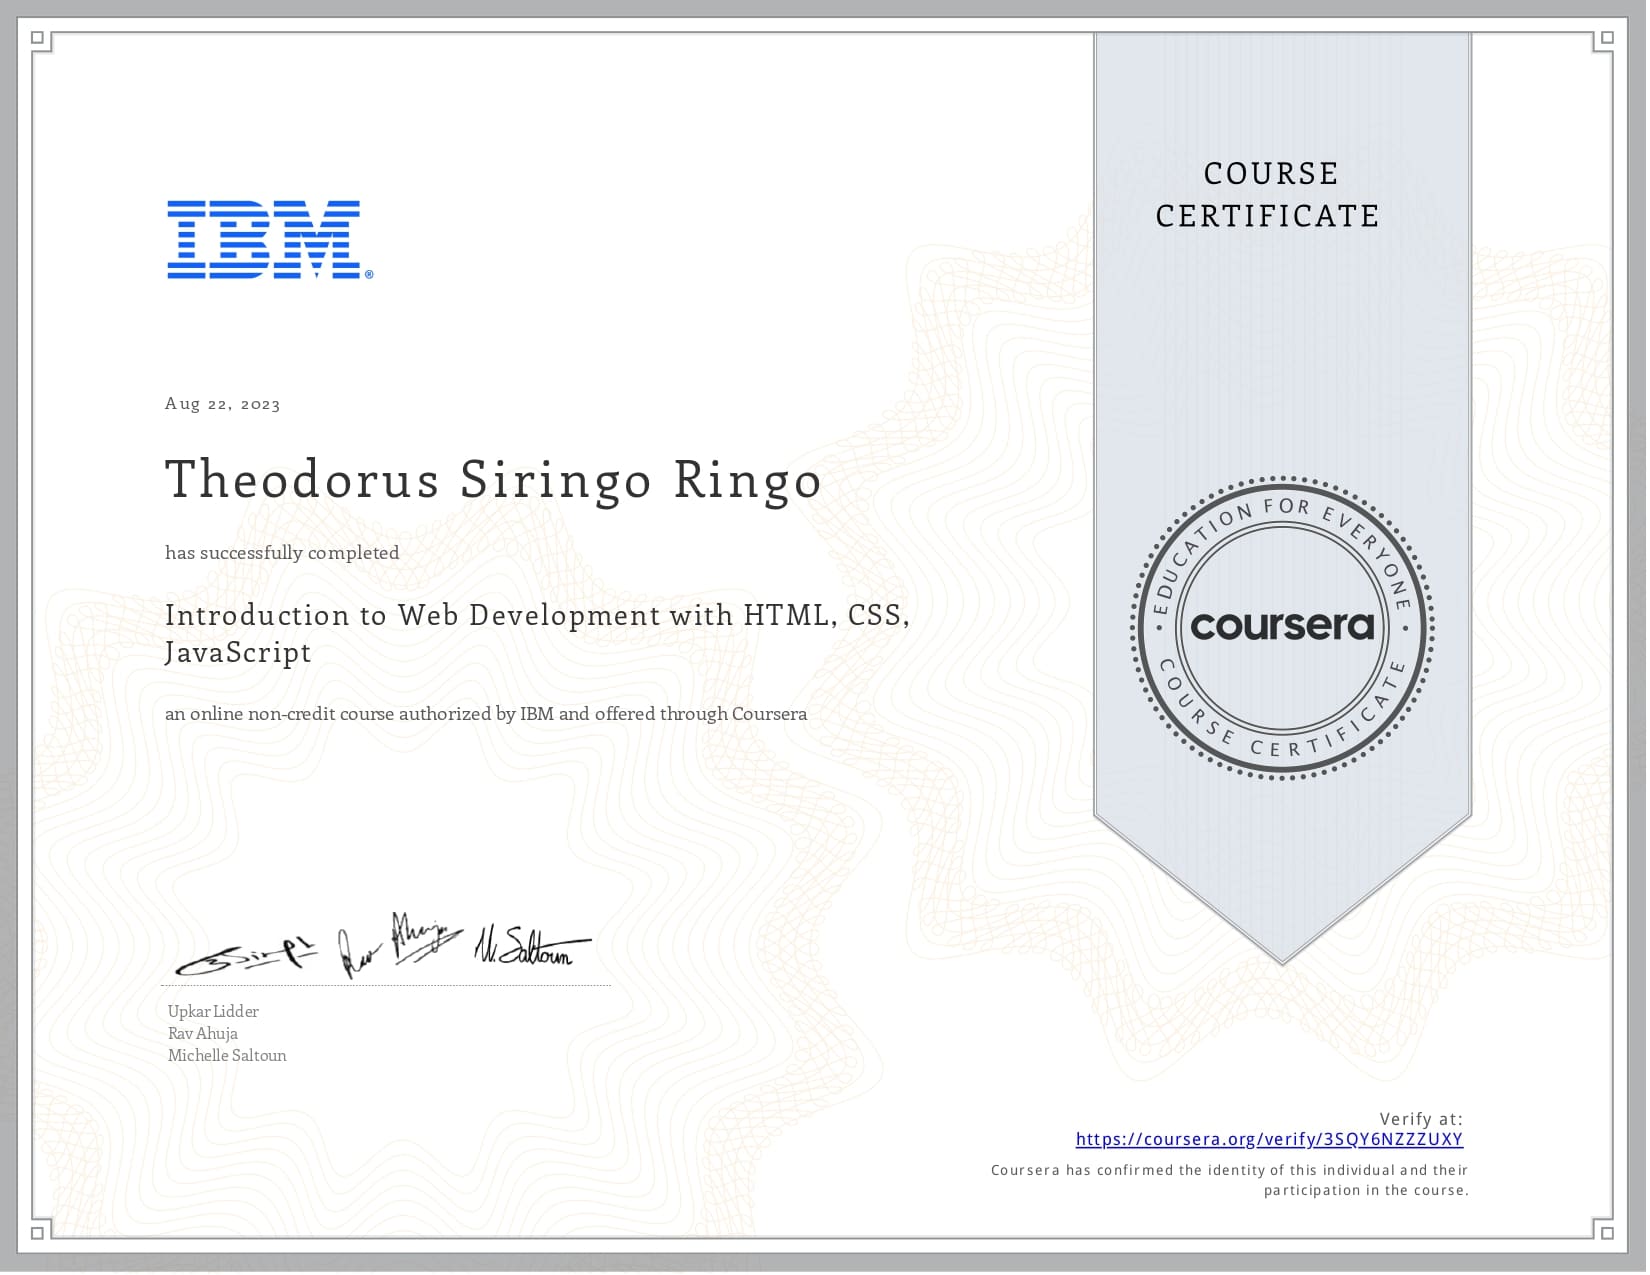 COURSE
CERTIFICATE
IBM®
Aug 22, 2023
Theodorus Siringo Ringo
has successfully completed
Introduction to Web Development with HTML, CSS,
JavaScript
an online non-credit course authorized by IBM and offered through Coursera
EDUCATION FOR EVERYONE
coursera
COURSE CERTIFICATE
Rav Ahuja M. Saltoun
Upkar Lidder
Rav Ahuja
Michelle Saltoun
Verify at:
https://coursera.org/verify/3SQY6NZZZUXY
Coursera has confirmed the identity of this individual and their
participation in the course.